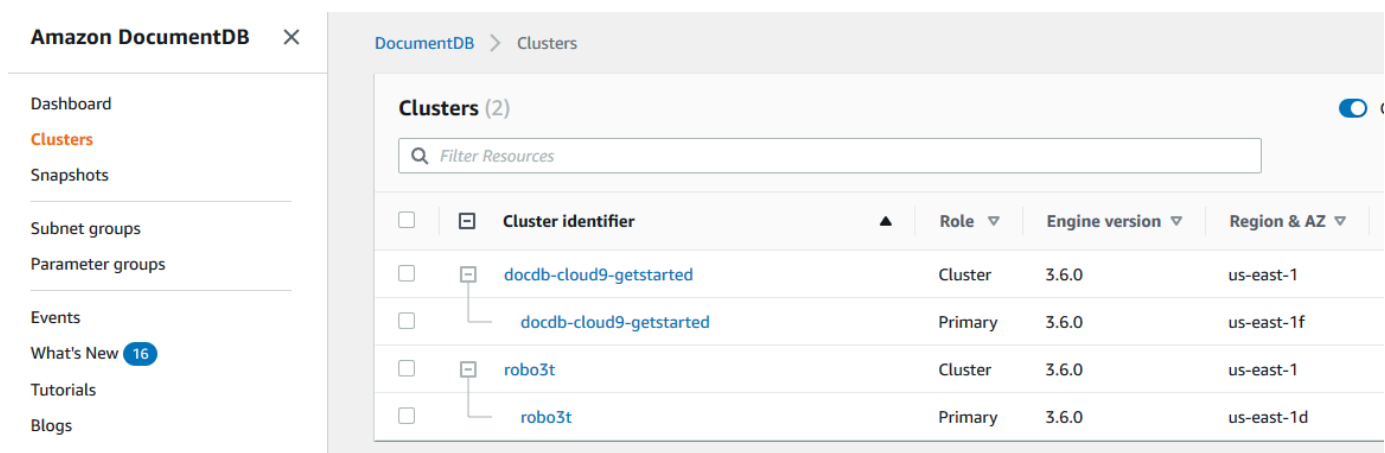 Amazon DocumentDB
Dashboard
Clusters
Snapshots
Subnet groups
Parameter groups
Events
What's New 16
Tutorials
Blogs
DocumentDB > Clusters
Clusters (2)
Filter Resources
Cluster identifier Role Engine version Region & AZ
docdb-cloud9-getstarted Cluster 3.6.0 us-east-1
docdb-cloud9-getstarted Primary 3.6.0 us-east-1f
robo3t Cluster 3.6.0 us-east-1
robo3t Primary 3.6.0 us-east-1d